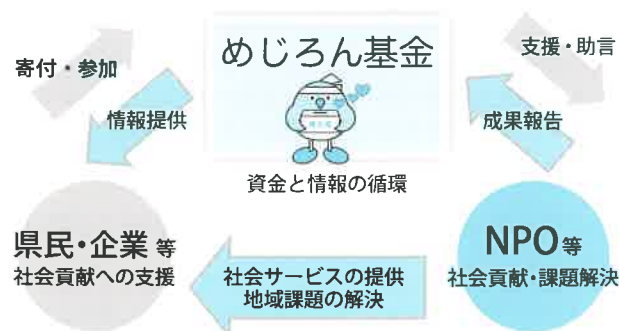 めじろん基金
寄付・参加
支援・助言
情報提供
成果報告
資金と情報の循環
県民・企業 等
社会貢献への支援
社会サービスの提供
地域課題の解決
NPO等
社会貢献・課題解決